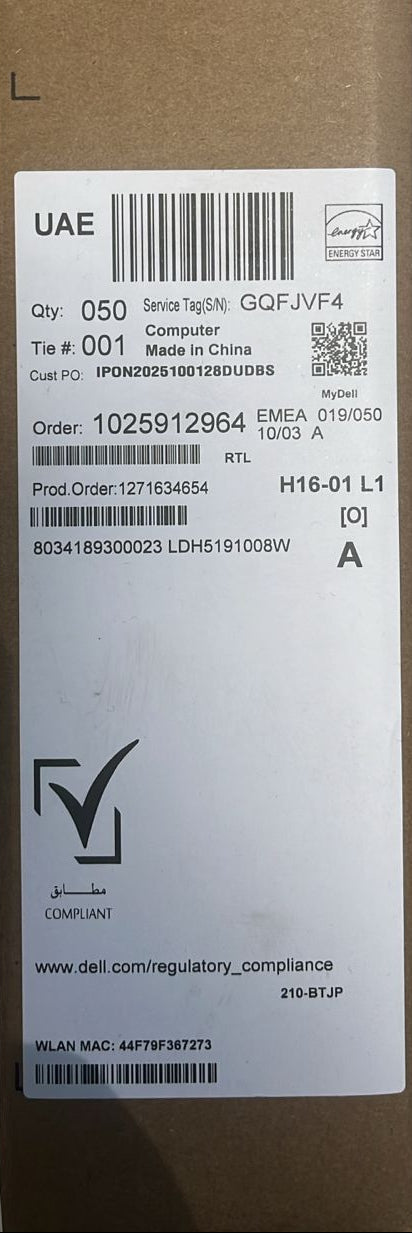 UAE
energy
ENERGY STAR
Qty: 050 Service Tag(S/N): GQFJVF4
Computer
Tie #: 001 Made in China
Cust PO: IPON2025100128DUDBS
MyDell
Order: 1025912964 EMEA 019/050
10/03 A
RTL
Prod.Order:1271634654 H16-01 L1
[O]
8034189300023 LDH5191008W A
مطابق
COMPLIANT
www.dell.com/regulatory_compliance
210-BTJP
WLAN MAC: 44F79F367273